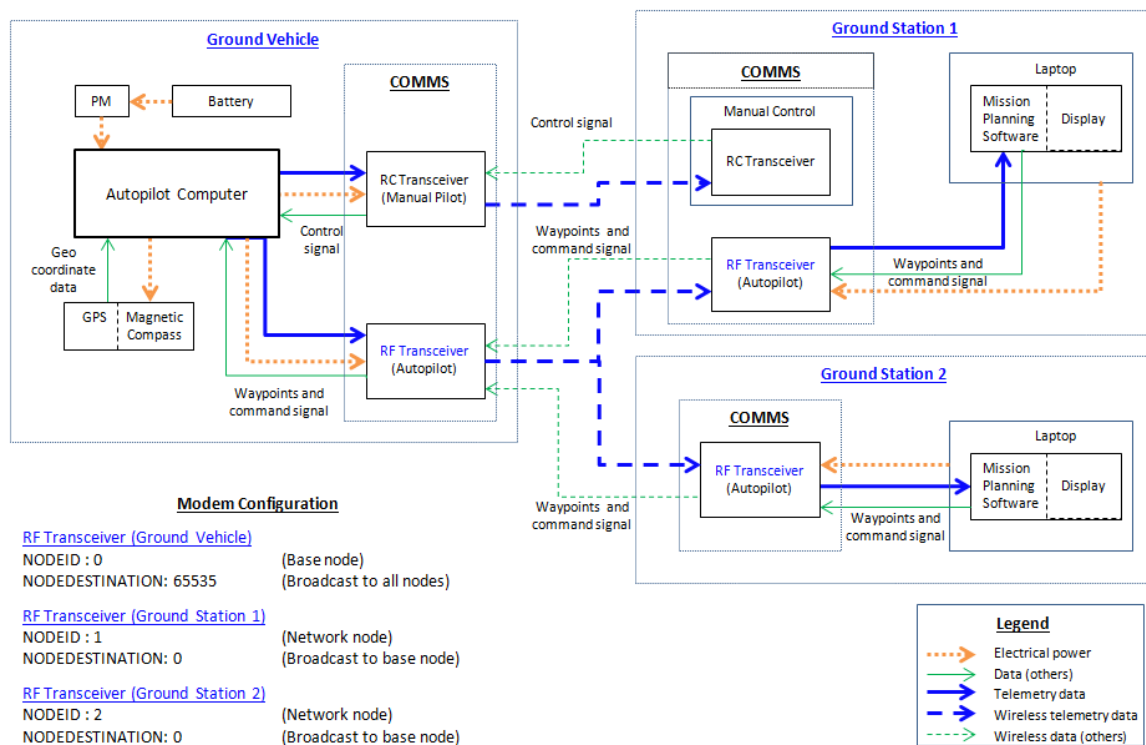 Ground Vehicle
COMMS
PM
Battery
Autopilot Computer
RC Transceiver
(Manual Pilot)
Control
signal
Geo
coordinate
data
GPS
Magnetic
Compass
RF Transceiver
(Autopilot)
Waypoints and
command signal
Control signal
Waypoints and
command signal
Waypoints and
command signal
Ground Station 1
COMMS
Manual Control
RC Transceiver
RF Transceiver
(Autopilot)
Laptop
Mission
Planning
Software
Display
Waypoints and
command signal
Ground Station 2
COMMS
RF Transceiver
(Autopilot)
Laptop
Mission
Planning
Software
Display
Waypoints and
command signal
Modem Configuration
RF Transceiver (Ground Vehicle)
NODEID : 0 (Base node)
NODEDESTINATION: 65535 (Broadcast to all nodes)
RF Transceiver (Ground Station 1)
NODEID : 1 (Network node)
NODEDESTINATION: 0 (Broadcast to base node)
RF Transceiver (Ground Station 2)
NODEID : 2 (Network node)
NODEDESTINATION: 0 (Broadcast to base node)
Legend
Electrical power
Data (others)
Telemetry data
Wireless telemetry data
Wireless data (others)